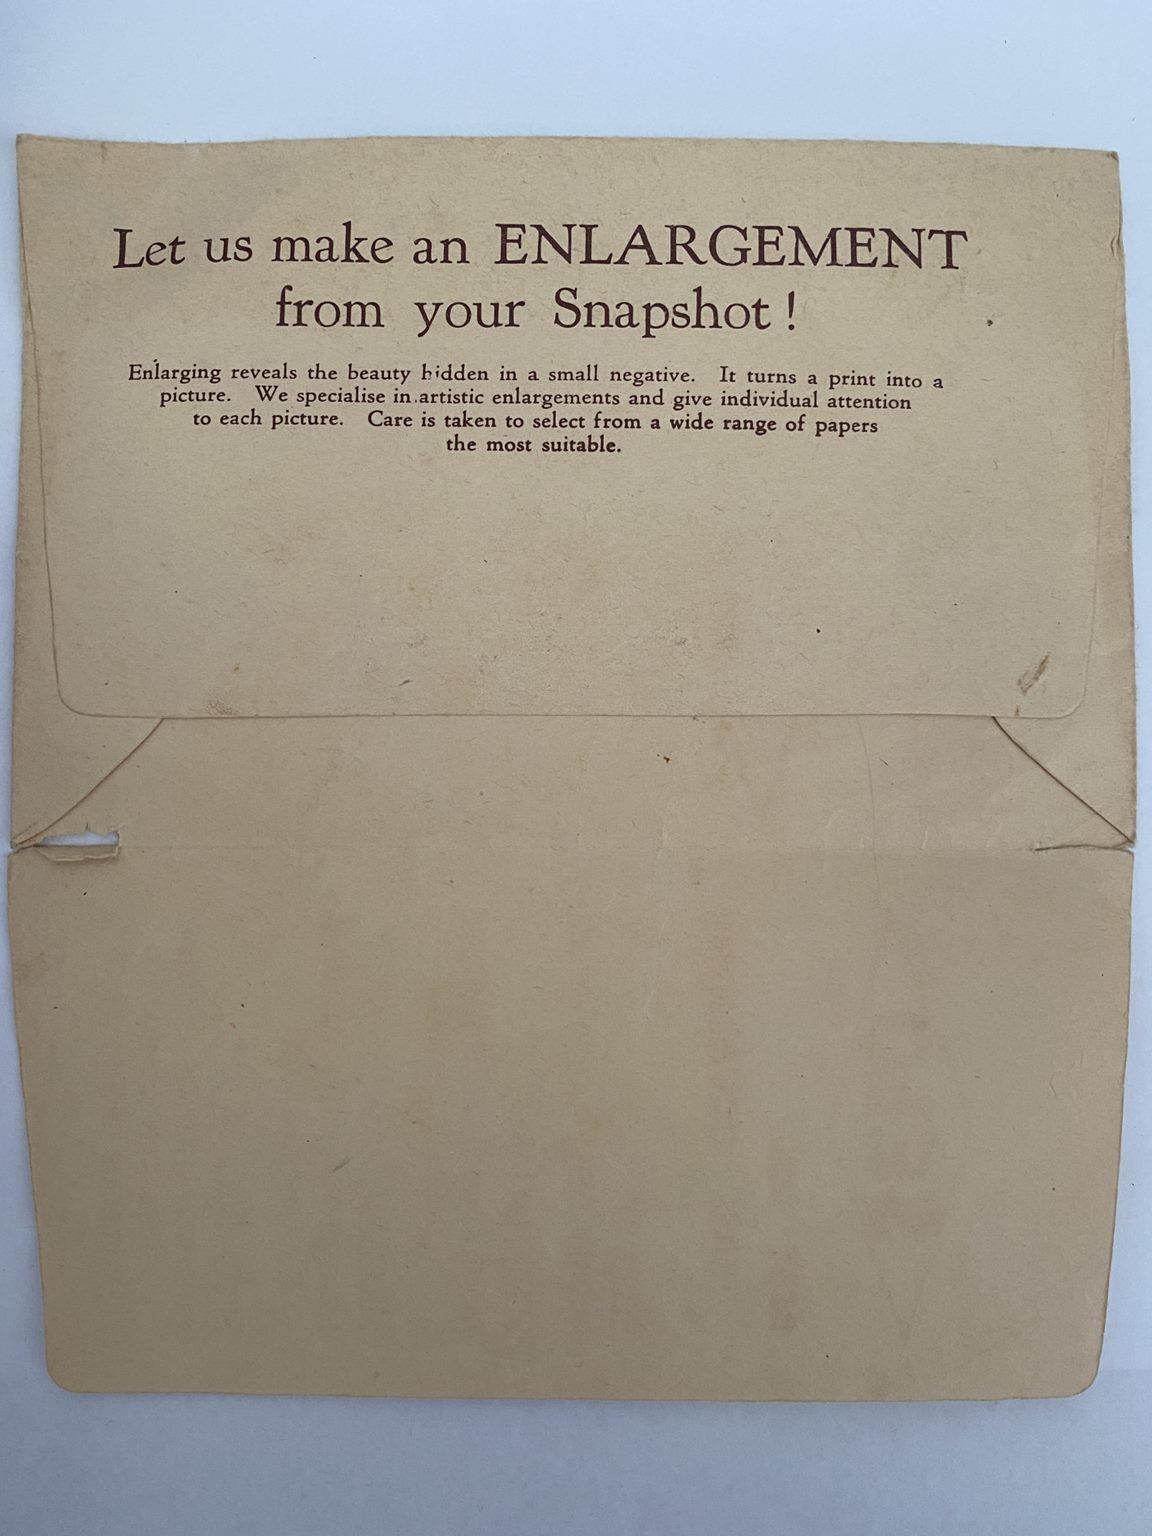 Let us make an ENLARGEMENT
from your Snapshot !
Enlarging reveals the beauty hidden in a small negative. It turns a print into a
picture. We specialise in artistic enlargements and give individual attention
to each picture. Care is taken to select from a wide range of papers
the most suitable.